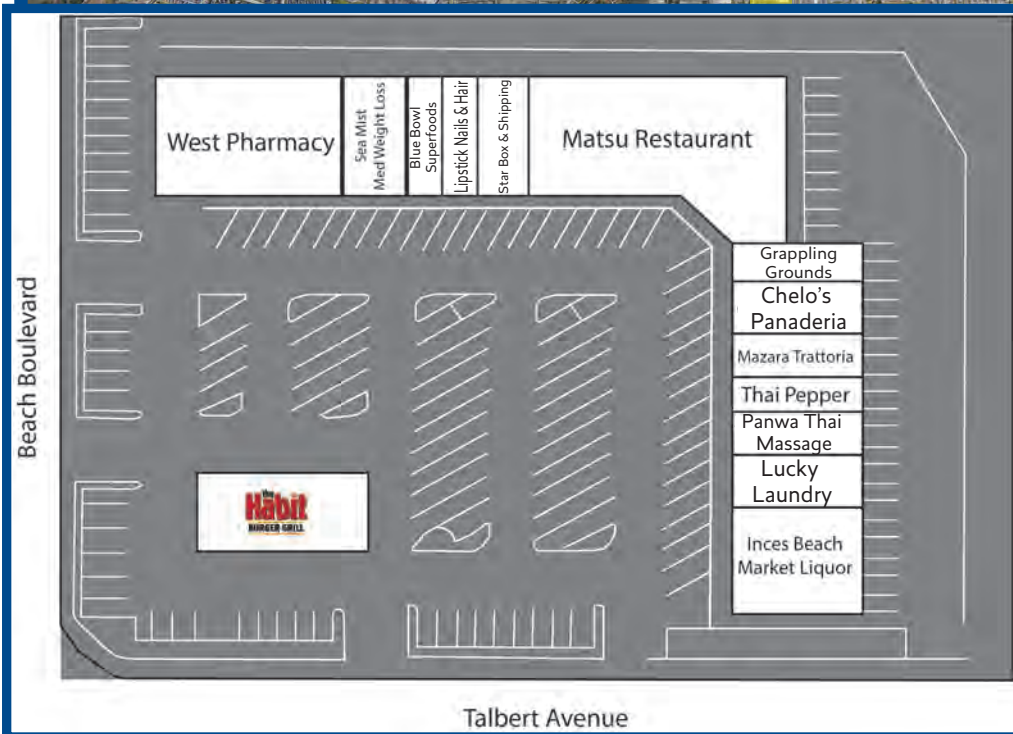 West Pharmacy
Sea Mist
Med Weight Loss
Blue Bowl
Superfoods
Lipstick Nails & Hair
Star Box & Shipping
Matsu Restaurant
Grappling
Grounds
Chelo's
Panaderia
Mazara Trattoria
Thai Pepper
Panwa Thai
Massage
Lucky
Laundry
Inces Beach
Market Liquor
the
Habit
BURGER GRILL
Beach Boulevard
Talbert Avenue